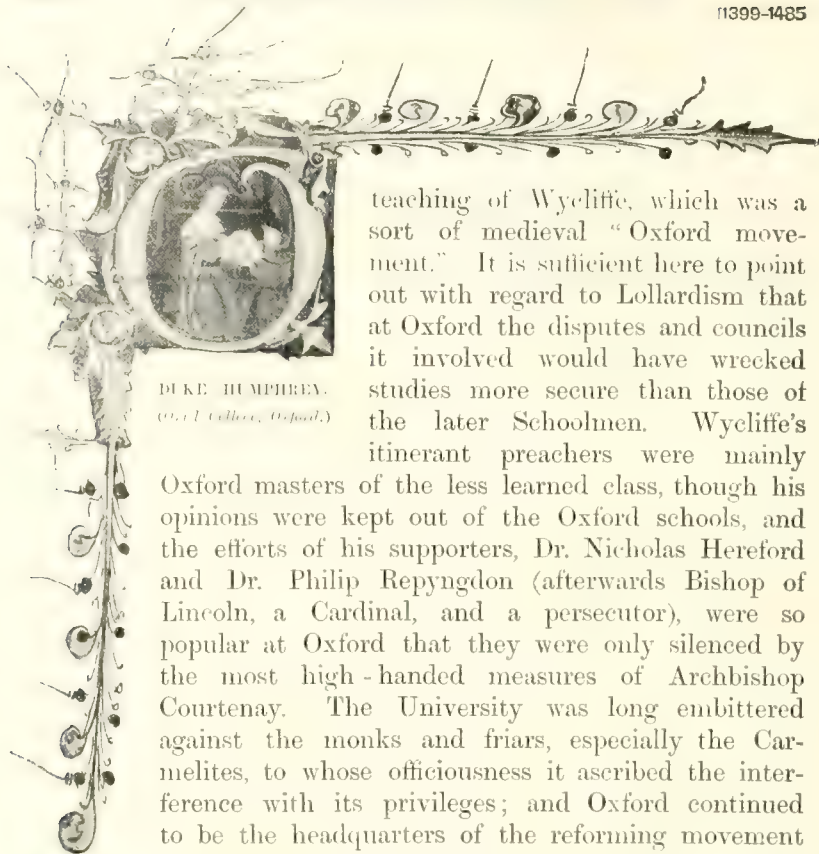 [1399-1485
teaching of Wycliffe, which was a
sort of medieval "Oxford move-
ment." It is sufficient here to point
out with regard to Lollardism that
at Oxford the disputes and councils
it involved would have wrecked
studies more secure than those of
the later Schoolmen. Wycliffe's
itinerant preachers were mainly
DUKE HUMPHREY.
(Oriel College, Oxford.)
Oxford masters of the less learned class, though his
opinions were kept out of the Oxford schools, and
the efforts of his supporters, Dr. Nicholas Hereford
and Dr. Philip Repyngdon (afterwards Bishop of
Lincoln, a Cardinal, and a persecutor), were so
popular at Oxford that they were only silenced by
the most high-handed measures of Archbishop
Courtenay. The University was long embittered
against the monks and friars, especially the Car-
melites, to whose officiousness it ascribed the inter-
ference with its privileges; and Oxford continued
to be the headquarters of the reforming movement